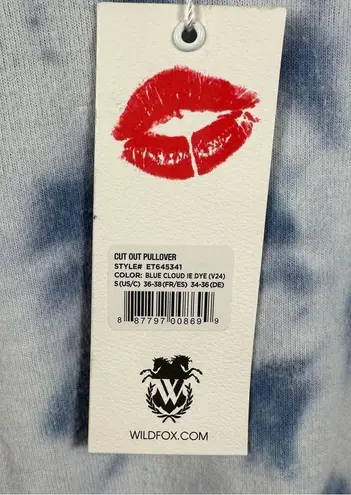 CUT OUT PULLOVER
STYLE# ET645341
COLOR: BLUE CLOUD IE DYE (V24)
S(US/C) 36-38(FR/ES) 34-36(DE)
8 87797 00869 9
W
WILDFOX.COM